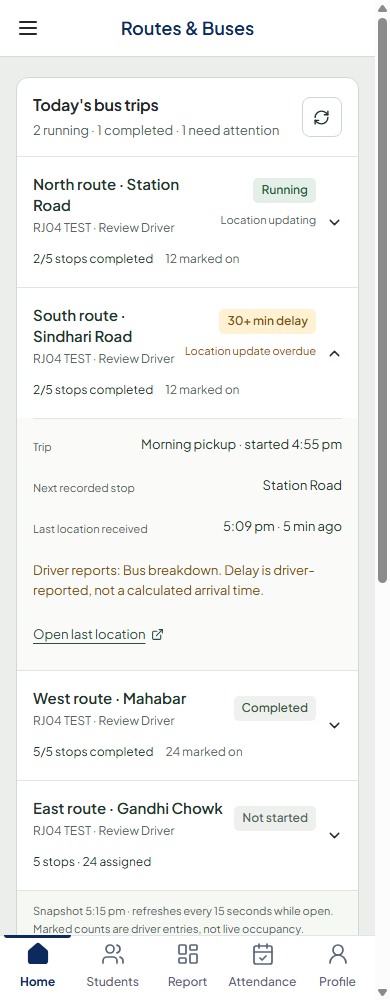 Routes & Buses
Today's bus trips
2 running · 1 completed · 1 need attention
North route · Station
Road
Running
RJ04 TEST · Review Driver
Location updating
2/5 stops completed 12 marked on
South route ·
Sindhari Road
30+ min delay
RJ04 TEST · Review Driver
Location update overdue
2/5 stops completed 12 marked on
Trip
Morning pickup · started 4:55 pm
Next recorded stop
Station Road
Last location received
5:09 pm · 5 min ago
Driver reports: Bus breakdown. Delay is driver-
reported, not a calculated arrival time.
Open last location
West route · Mahabar
Completed
RJ04 TEST · Review Driver
5/5 stops completed 24 marked on
East route · Gandhi Chowk
Not started
RJ04 TEST · Review Driver
5 stops · 24 assigned
Snapshot 5:15 pm · refreshes every 15 seconds while open.
Marked counts are driver entries, not live occupancy.
Home Students Report Attendance Profile